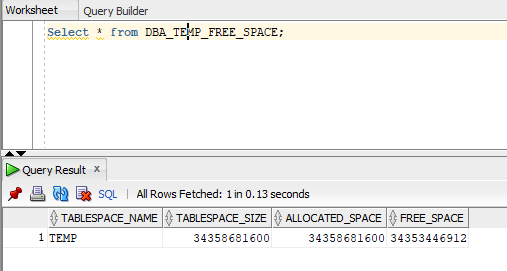 Worksheet Query Builder
Select * from DBA_TEMP_FREE_SPACE;
Query Result x
SQL | All Rows Fetched: 1 in 0.13 seconds
TABLESPACE_NAME TABLESPACE_SIZE ALLOCATED_SPACE FREE_SPACE
1 TEMP 34358681600 34358681600 34353446912